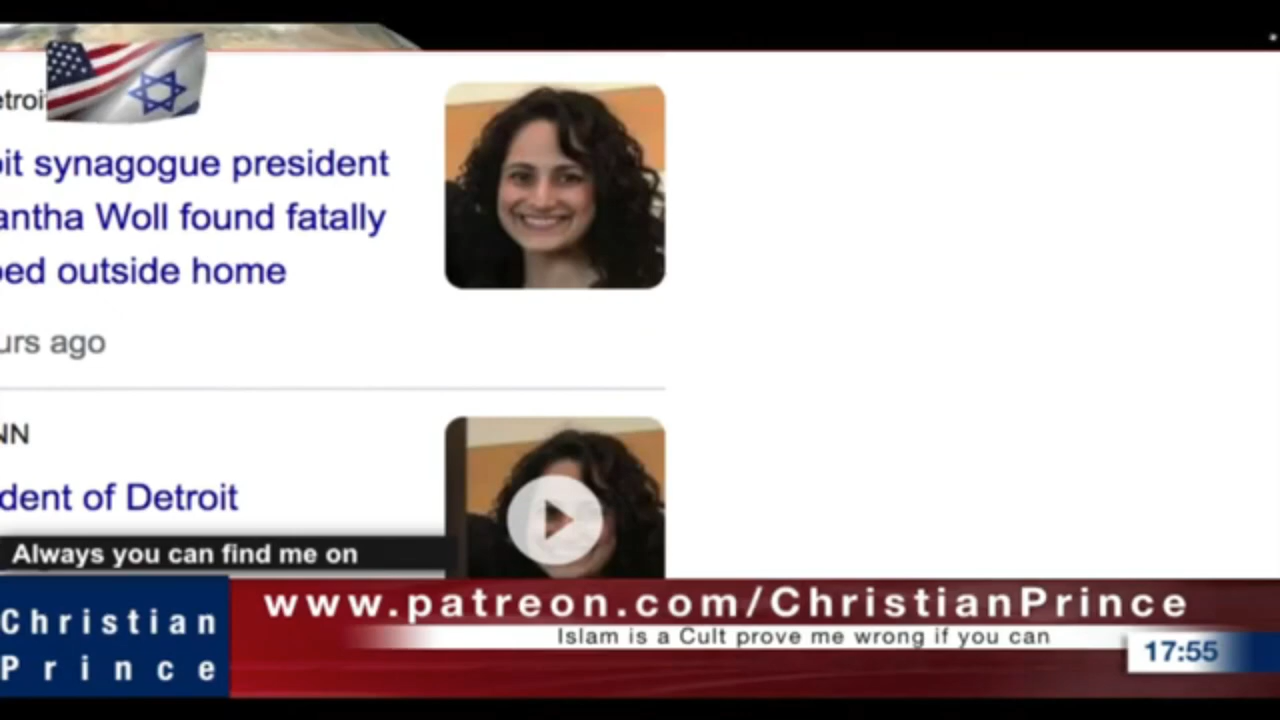 etroi
oit synagogue president
antha Woll found fatally
bed outside home
urs ago
NN
dent of Detroit
Always you can find me on
Christian
Prince
www.patreon.com/ChristianPrince
Islam is a Cult prove me wrong if you can
17:55